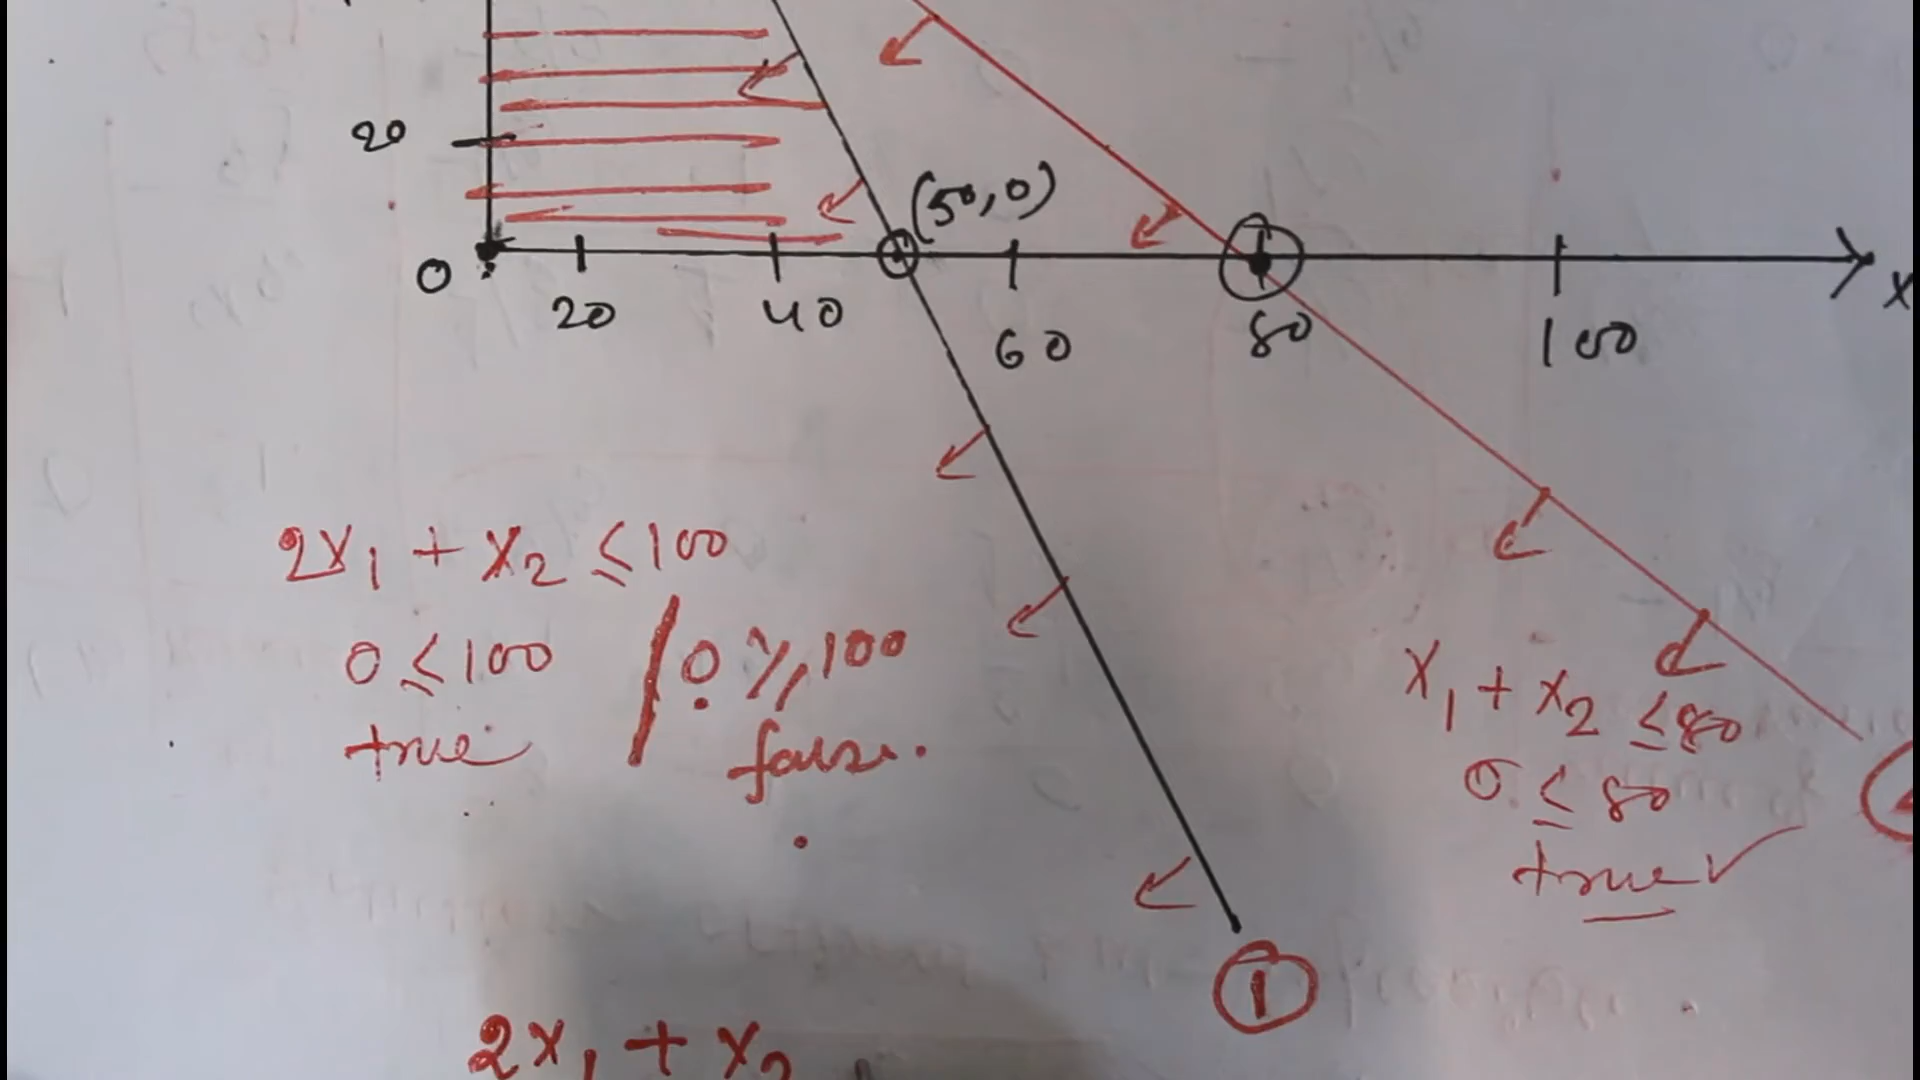 20
(50,0)
0 20 40 60 80 100 x
2x₁ + x₂ ≤ 100
0 ≤ 100 / 0 ≥ 100
true false.
x₁ + x₂ ≤ 80
0 ≤ 80
true ✓
①
2x₁ + x₂